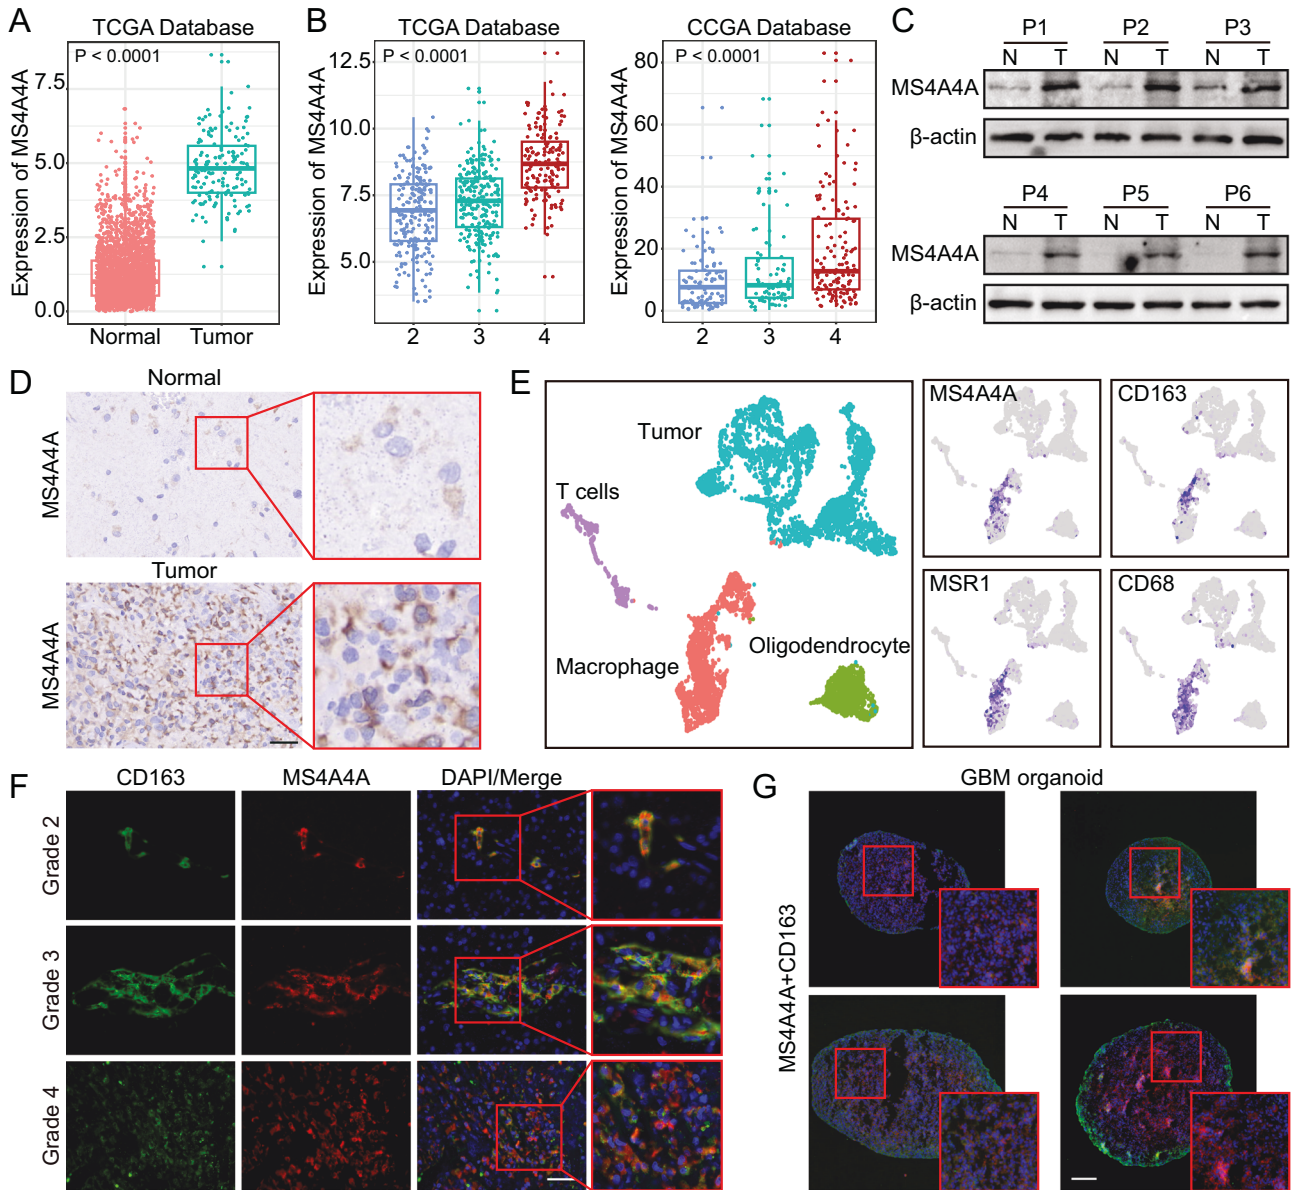 A
TCGA Database
P < 0.0001
Expression of MS4A4A
7.5
5.0
2.5
0.0
Normal
Tumor
B
TCGA Database
P < 0.0001
Expression of MS4A4A
12.5
10.0
7.5
5.0
2
3
4
CCGA Database
P < 0.0001
Expression of MS4A4A
80
60
40
20
0
2
3
4
C
P1
P2
P3
N T N T N T
MS4A4A
β-actin
P4
P5
P6
N T N T N T
MS4A4A
β-actin
D
Normal
MS4A4A
Tumor
MS4A4A
E
Tumor
T cells
Macrophage
Oligodendrocyte
MS4A4A
CD163
MSR1
CD68
F
CD163
MS4A4A
DAPI/Merge
Grade 2
Grade 3
Grade 4
G
GBM organoid
MS4A4A+CD163